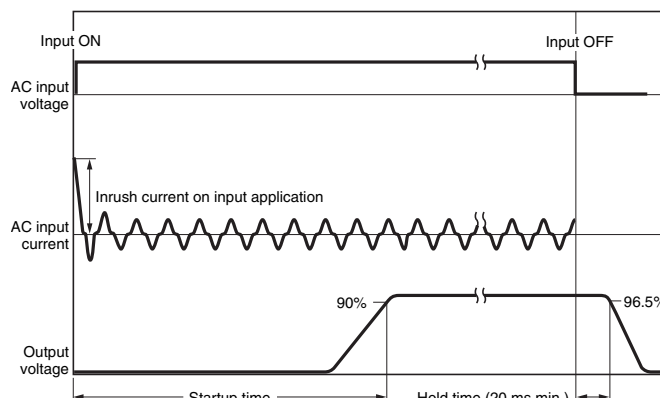 Input ON
Input OFF
AC input
voltage
Inrush current on input application
AC input
current
90%
96.5%
Output
voltage
Startup time
Hold time (20 ms min.)